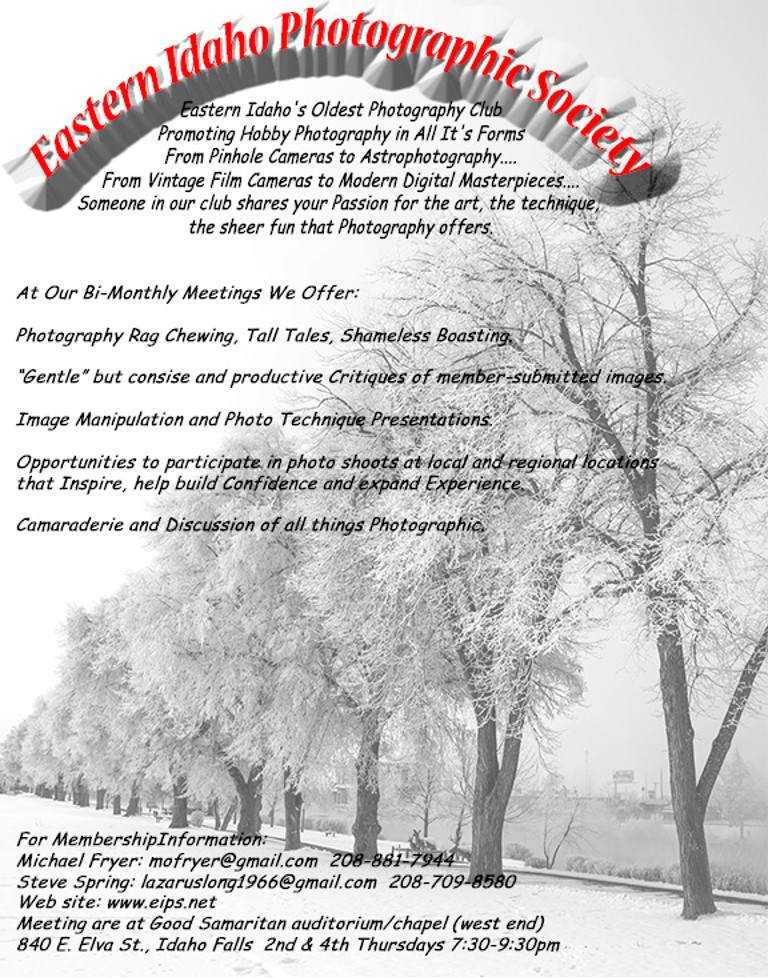 Eastern Idaho Photographic Society
Eastern Idaho's Oldest Photography Club
Promoting Hobby Photography in All It's Forms
From Pinhole Cameras to Astrophotography....
From Vintage Film Cameras to Modern Digital Masterpieces....
Someone in our club shares your Passion for the art, the technique,
the sheer fun that Photography offers.
At Our Bi-Monthly Meetings We Offer:
Photography Rag Chewing, Tall Tales, Shameless Boasting.
“Gentle” but consise and productive Critiques of member-submitted images.
Image Manipulation and Photo Technique Presentations.
Opportunities to participate in photo shoots at local and regional locations
that Inspire, help build Confidence and expand Experience.
Camaraderie and Discussion of all things Photographic.
For MembershipInformation:
Michael Fryer: mofryer@gmail.com 208-881-7944
Steve Spring: lazaruslong1966@gmail.com 208-709-8580
Web site: www.eips.net
Meeting are at Good Samaritan auditorium/chapel (west end)
840 E. Elva St., Idaho Falls 2nd & 4th Thursdays 7:30-9:30pm